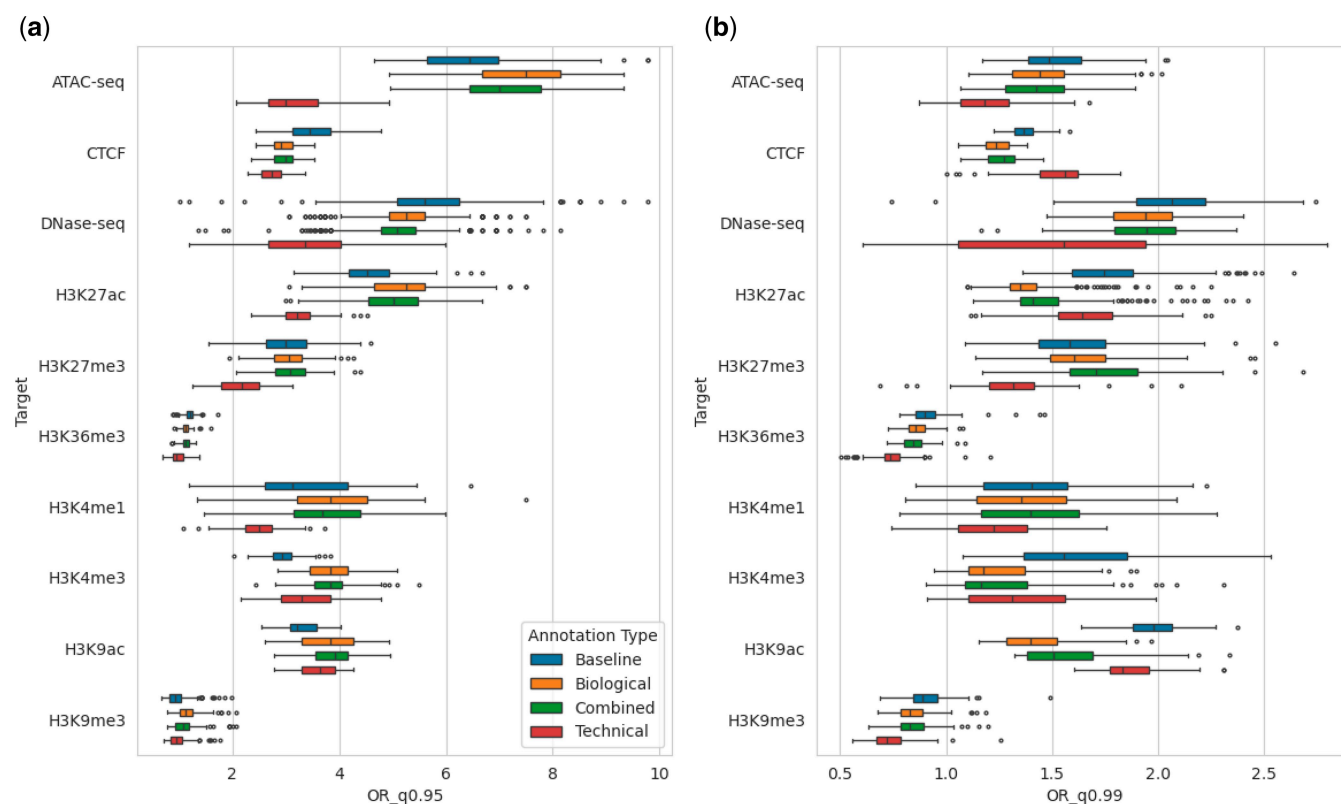 (a)
ATAC-seq
CTCF
DNase-seq
H3K27ac
H3K27me3
H3K36me3
H3K4me1
H3K4me3
H3K9ac
H3K9me3
Target
2 4 6 8 10
OR_q0.95
Annotation Type
Baseline
Biological
Combined
Technical
(b)
ATAC-seq
CTCF
DNase-seq
H3K27ac
H3K27me3
H3K36me3
H3K4me1
H3K4me3
H3K9ac
H3K9me3
Target
0.5 1.0 1.5 2.0 2.5
OR_q0.99